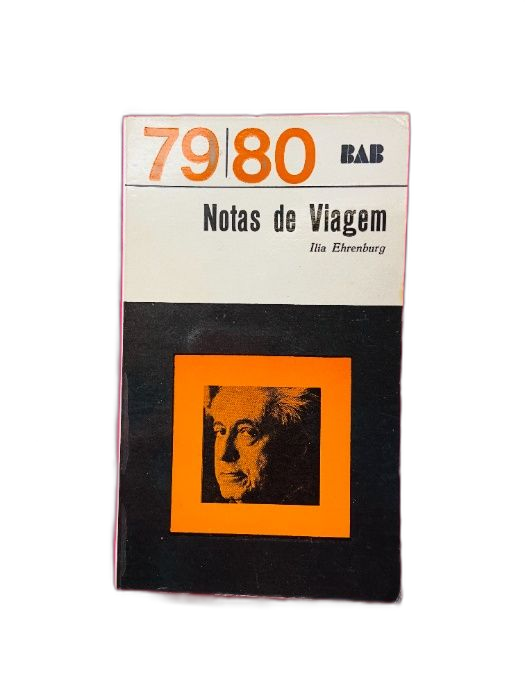 79|80 BAB
Notas de Viagem
Ilia Ehrenburg